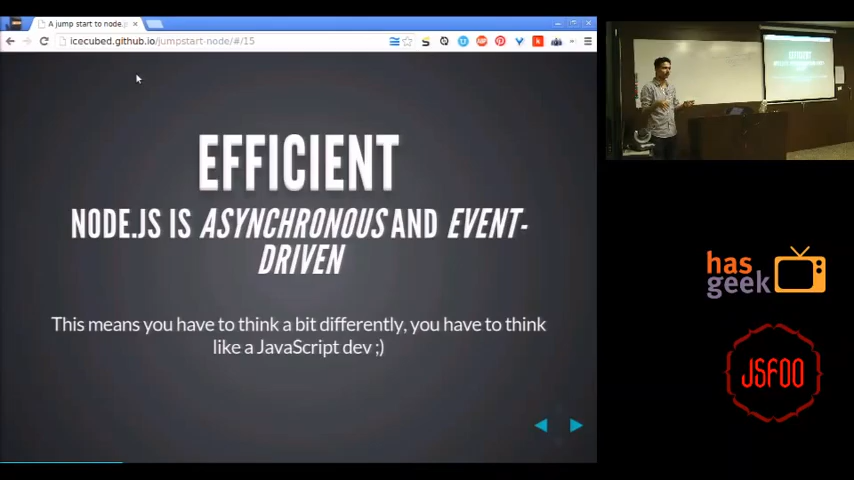 A jump start to node.
icecubed.github.io/jumpstart-node/#/15
EFFICIENT
NODE.JS IS ASYNCHRONOUS AND EVENT-
DRIVEN
This means you have to think a bit differently, you have to think
like a JavaScript dev ;)
EFFICIENT
has
geek
JSFOO